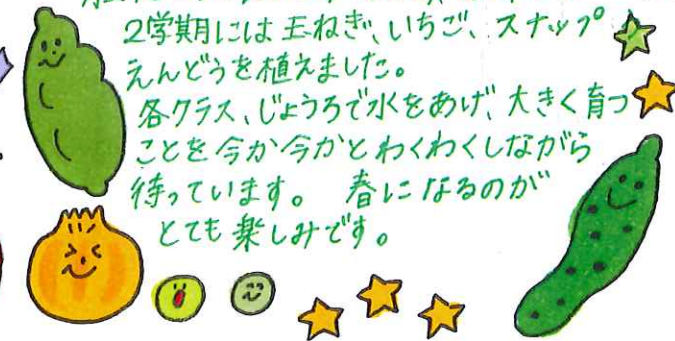 2学期には玉ねぎ、いちご、スナップ
えんどうを植えました。
各クラス、じょうろで水をあげ、大きく育つ
ことを今か今かとわくわくしながら
待っています。 春になるのが
とても楽しみです。